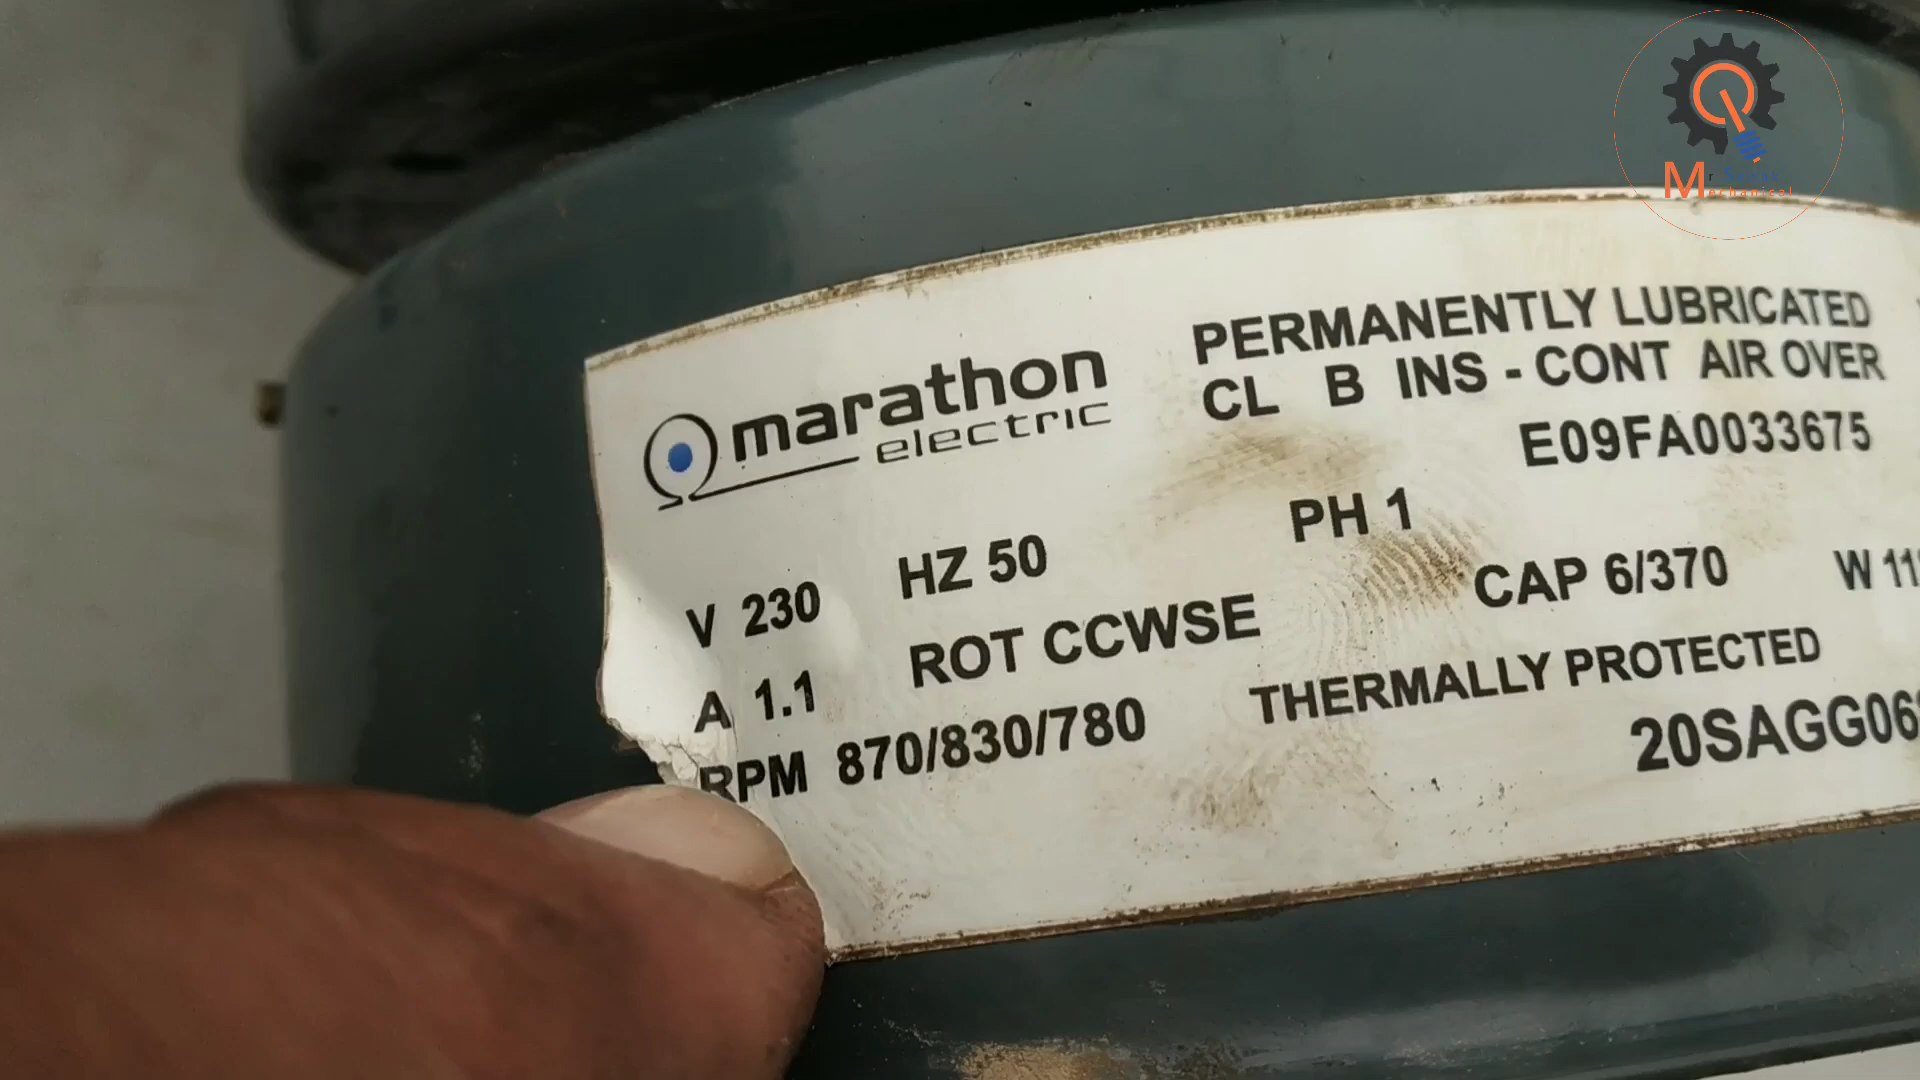 marathon
electric
PERMANENTLY LUBRICATED
CL B INS - CONT AIR OVER
E09FA0033675
V 230 HZ 50 PH 1
A 1.1 ROT CCWSE CAP 6/370 W
RPM 870/830/780 THERMALLY PROTECTED
Mechanical